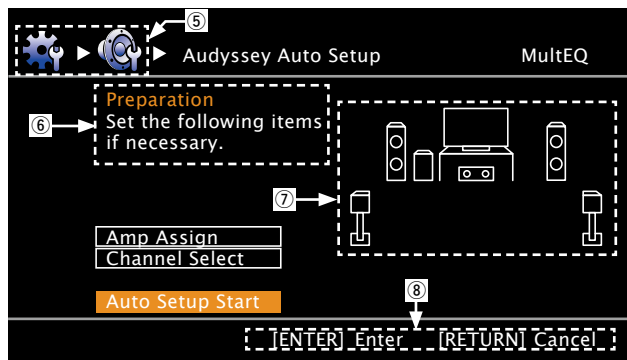 ⑤
Audyssey Auto Setup MultEQ
Preparation
⑥ Set the following items
if necessary.
⑦
Amp Assign
Channel Select
⑧
Auto Setup Start
[ENTER] Enter [RETURN] Cancel